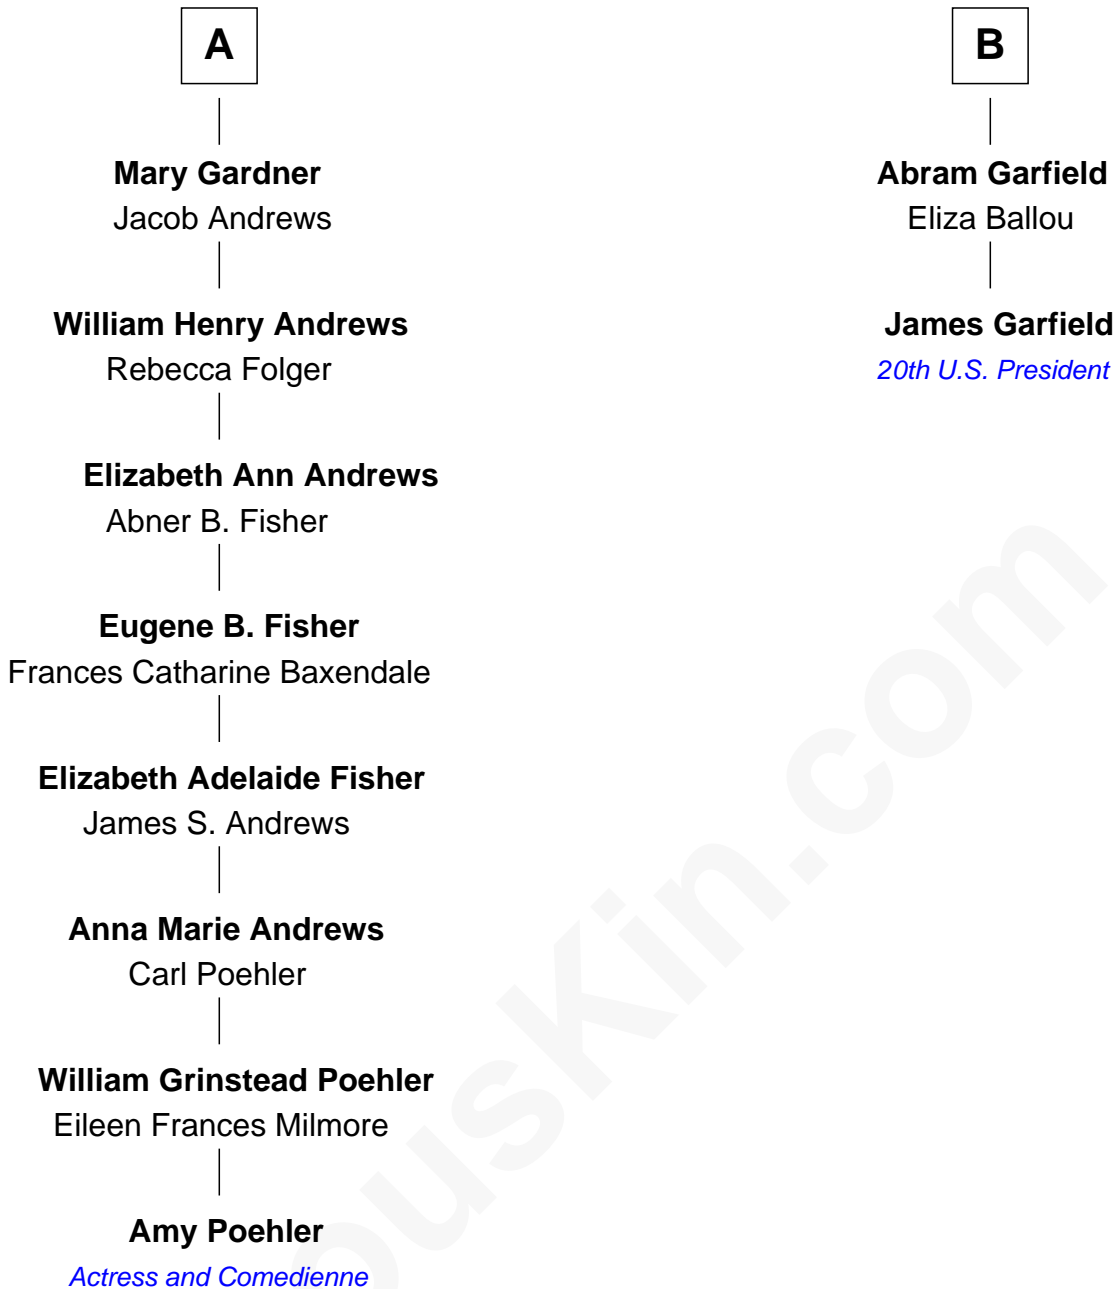 A
Mary Gardner
Jacob Andrews
William Henry Andrews
Rebecca Folger
Elizabeth Ann Andrews
Abner B. Fisher
Eugene B. Fisher
Frances Catharine Baxendale
Elizabeth Adelaide Fisher
James S. Andrews
Anna Marie Andrews
Carl Poehler
William Grinstead Poehler
Eileen Frances Milmore
Amy Poehler
Actress and Comedienne
B
Abram Garfield
Eliza Ballou
James Garfield
20th U.S. President
ousKin.com